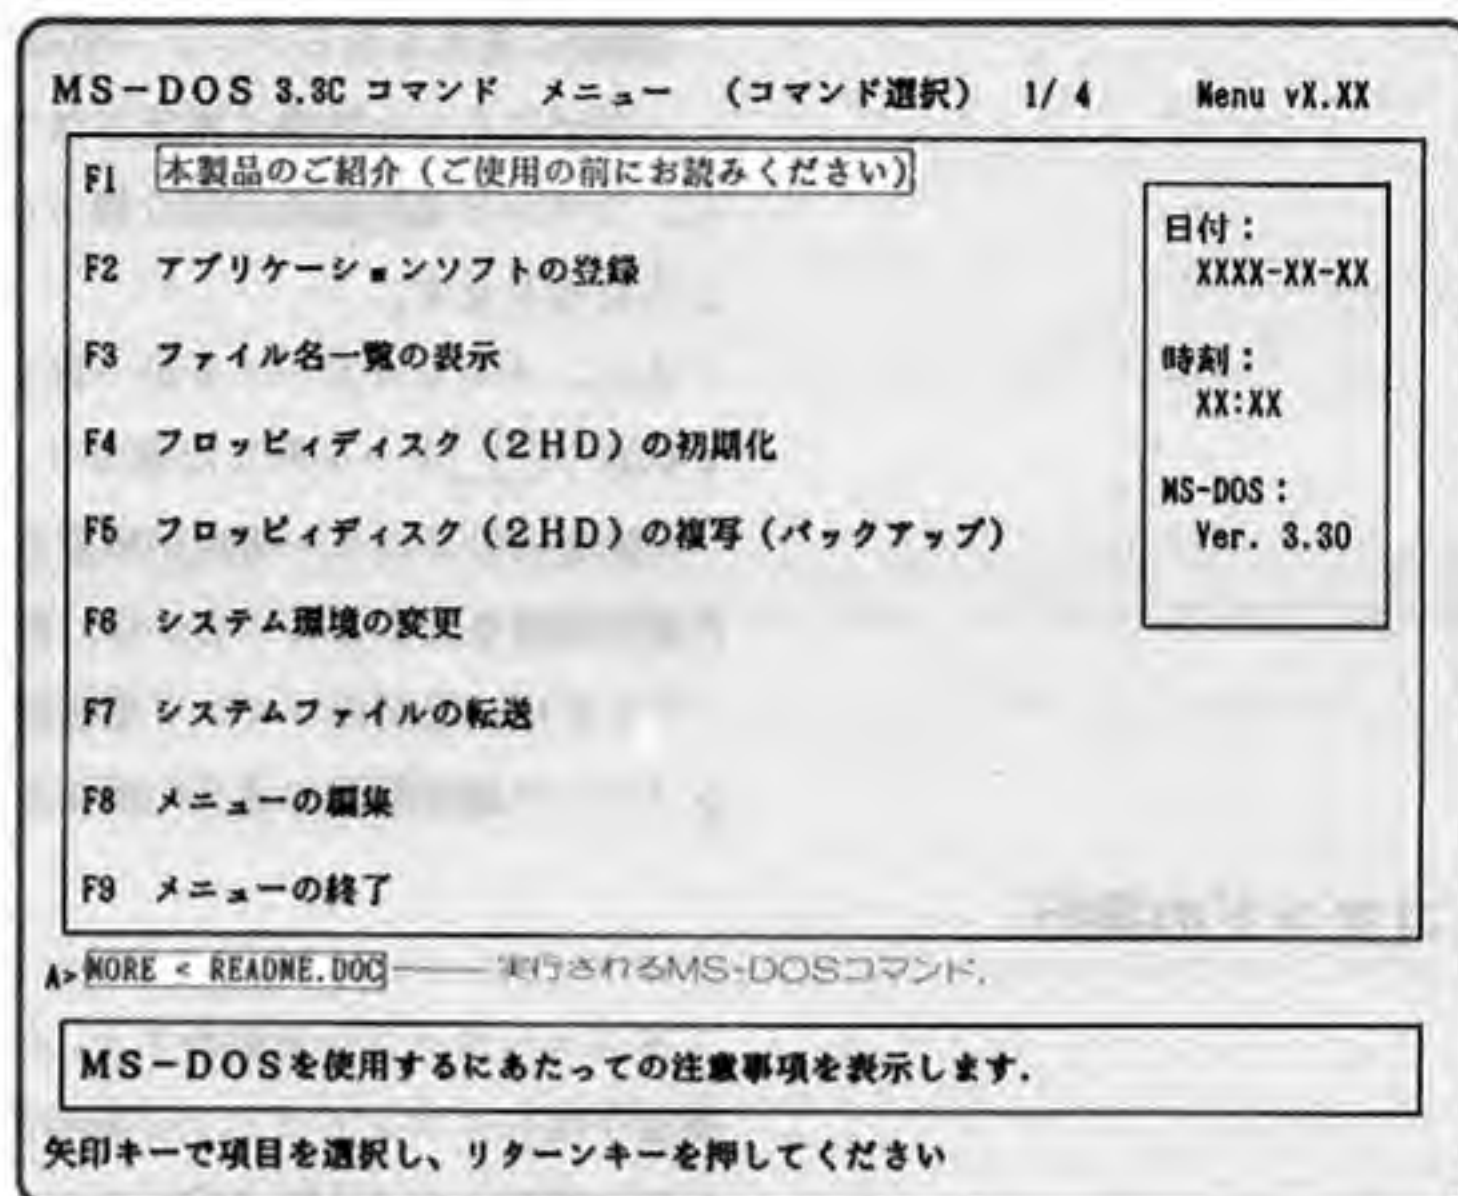 MS-DOS 3.3C コマンド メニュー (コマンド選択) 1/ 4 Menu vX.XX
F1 本製品のご紹介(ご使用の前にお読みください)
F2 アプリケーションソフトの登録
F3 ファイル名一覧の表示
F4 フロッピィディスク(2HD)の初期化
F5 フロッピィディスク(2HD)の複写(バックアップ)
F6 システム環境の変更
F7 システムファイルの転送
F8 メニューの編集
F9 メニューの終了
日付:
XXXX-XX-XX
時刻:
XX:XX
MS-DOS:
Ver. 3.30
A>MORE < README.DOC 実行されるMS-DOSコマンド.
MS-DOSを使用するにあたっての注意事項を表示します.
矢印キーで項目を選択し、リターンキーを押してください